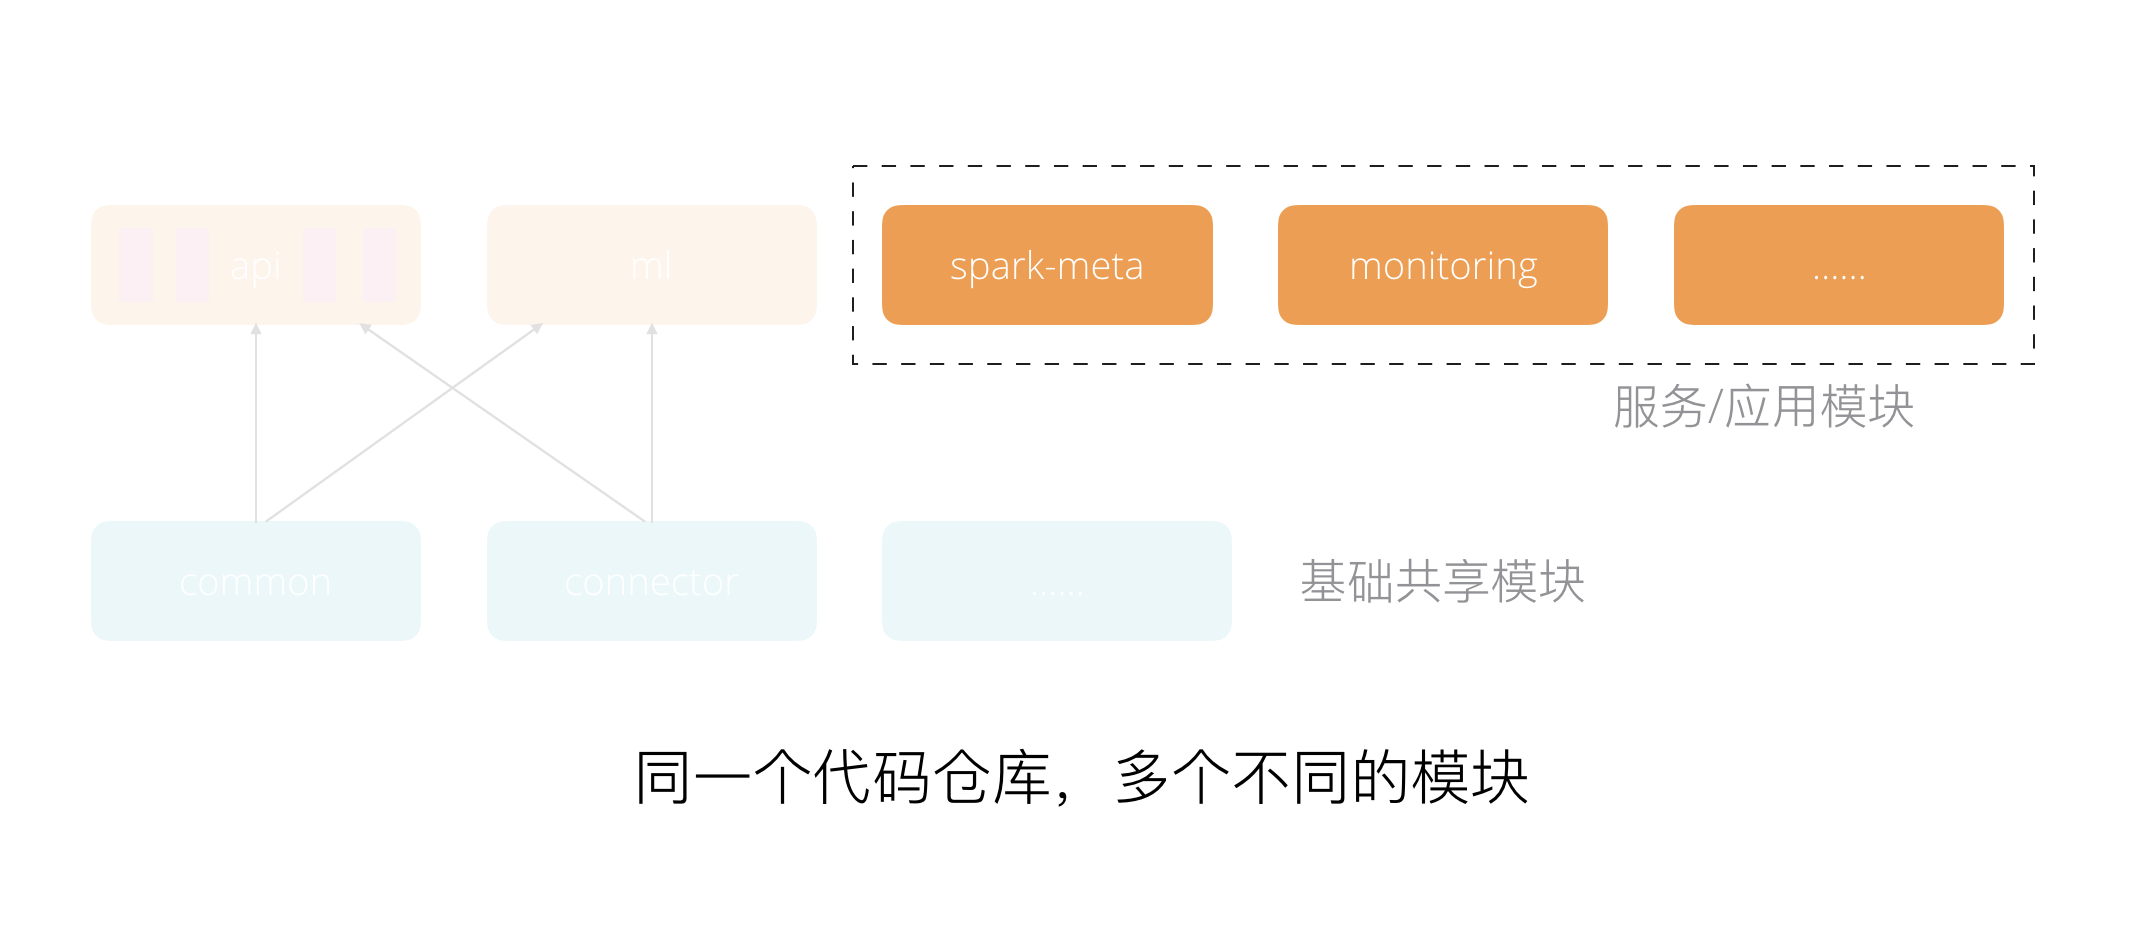 api
ml
spark-meta
monitoring
......
服务/应用模块
common
connector
......
基础共享模块
同一个代码仓库，多个不同的模块